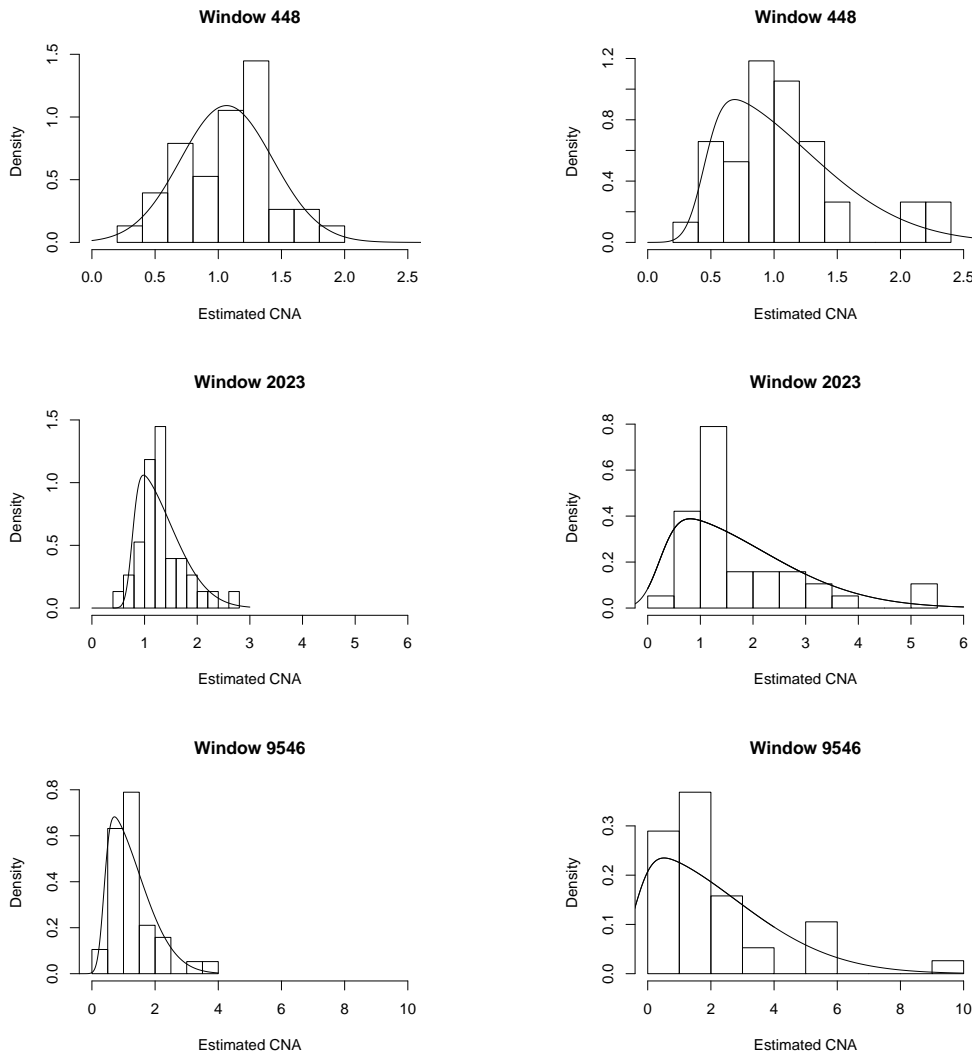 Window 448
Density
0.0 0.5 1.0 1.5
0.0 0.5 1.0 1.5 2.0 2.5
Estimated CNA
Window 448
Density
0.0 0.4 0.8 1.2
0.0 0.5 1.0 1.5 2.0 2.5
Estimated CNA
Window 2023
Density
0.0 0.5 1.0 1.5
0 1 2 3 4 5 6
Estimated CNA
Window 2023
Density
0.0 0.2 0.4 0.6 0.8
0 1 2 3 4 5 6
Estimated CNA
Window 9546
Density
0.0 0.2 0.4 0.6 0.8
0 2 4 6 8 10
Estimated CNA
Window 9546
Density
0.0 0.1 0.2 0.3
0 2 4 6 8 10
Estimated CNA